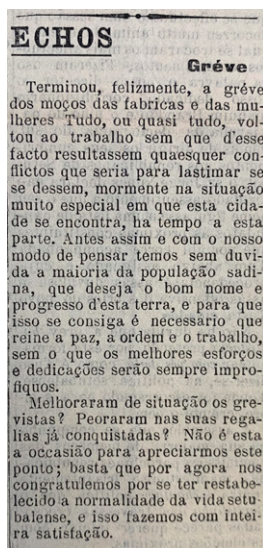 ECHOS
Gréve
Terminou, felizmente, a gréve
dos moços das fabricas e das mu-
lheres Tudo, ou quasi tudo, vol-
tou ao trabalho sem que d'esse
facto resultassem quaesquer con-
flictos que seria para lastimar se
se dessem, mormente na situação
muito especial em que esta cida-
de se encontra, ha tempo a esta
parte. Antes assim e com o nosso
modo de pensar temos sem duvi-
da a maioria da população sadi-
na, que deseja o bom nome e
progresso d'esta terra, e para que
isso se consiga é necessario que
reine a paz, a ordem e o trabalho,
sem o que os melhores esforços
e dedicações serão sempre impro-
fiquos.
Melhoraram de situação os gre-
vistas? Peoraram nas suas rega-
lias já conquistadas? Não é esta
a occasião para apreciarmos este
ponto; basta que por agora nos
congratulemos por se ter restabe-
lecido a normalidade da vida setu-
balense, e isso fazemos com intei-
ra satisfação.